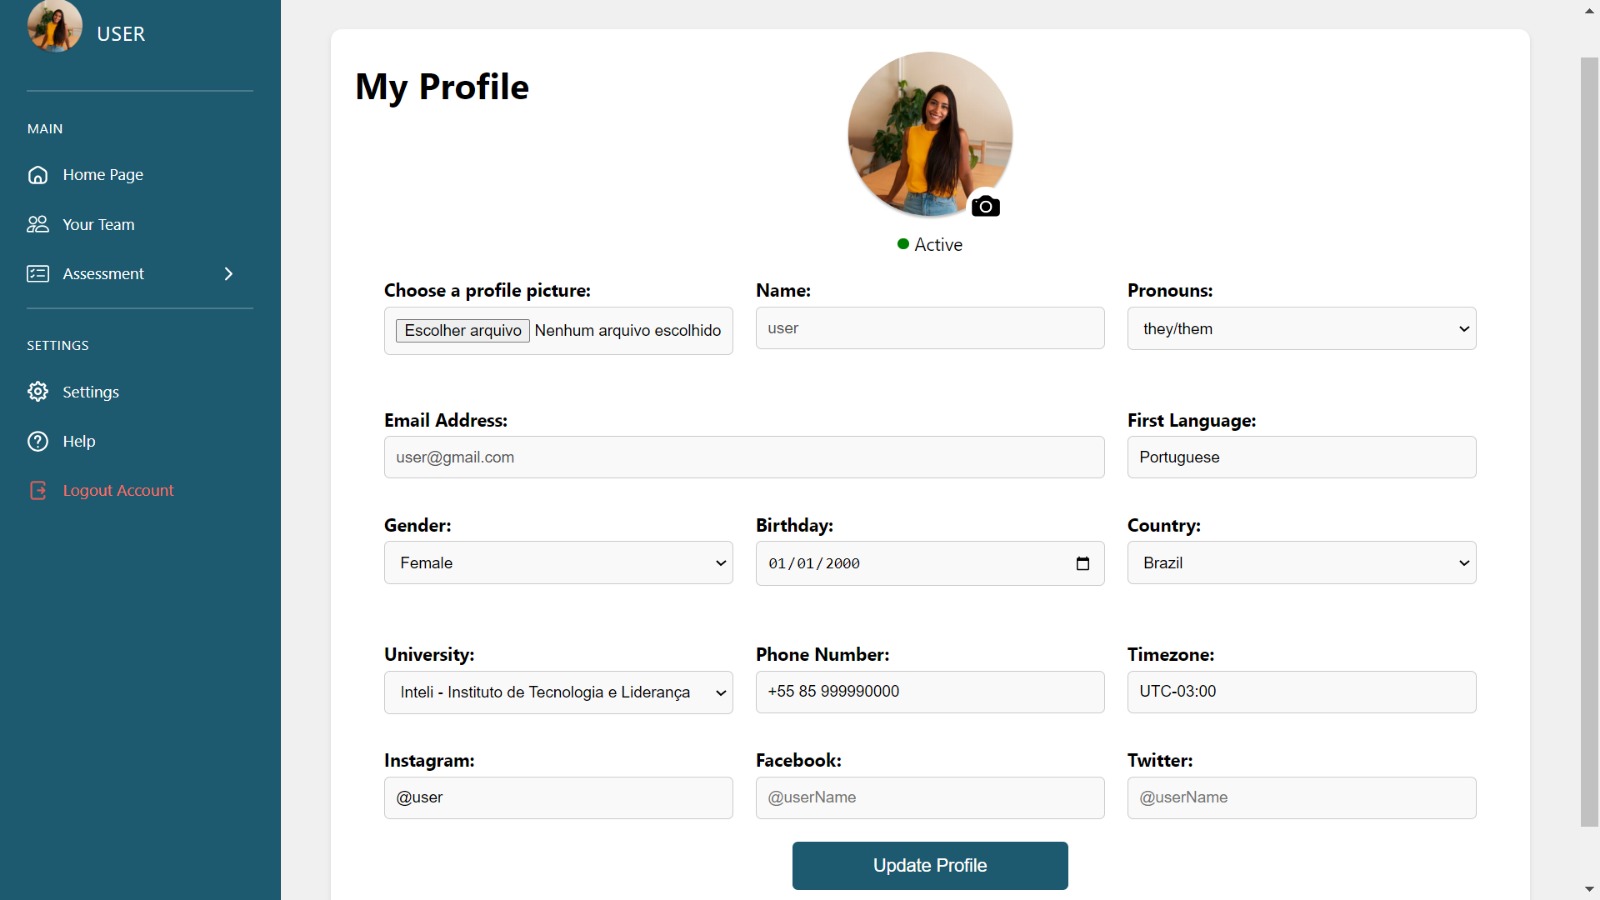 USER
MAIN
Home Page
Your Team
Assessment
SETTINGS
Settings
Help
Logout Account
My Profile
Active
Choose a profile picture:
Escolher arquivo Nenhum arquivo escolhido
Name:
user
Pronouns:
they/them
Email Address:
user@gmail.com
First Language:
Portuguese
Gender:
Female
Birthday:
01/01/2000
Country:
Brazil
University:
Inteli - Instituto de Tecnologia e Liderança
Phone Number:
+55 85 999990000
Timezone:
UTC-03:00
Instagram:
@user
Facebook:
@userName
Twitter:
@userName
Update Profile